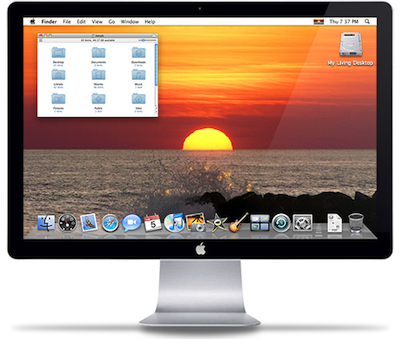 Finder File Edit View Go Window Help Thu 7 37 PM
Desktop Documents Downloads
Library Movies Music
Pictures Public Sites
My Living Desktop
5